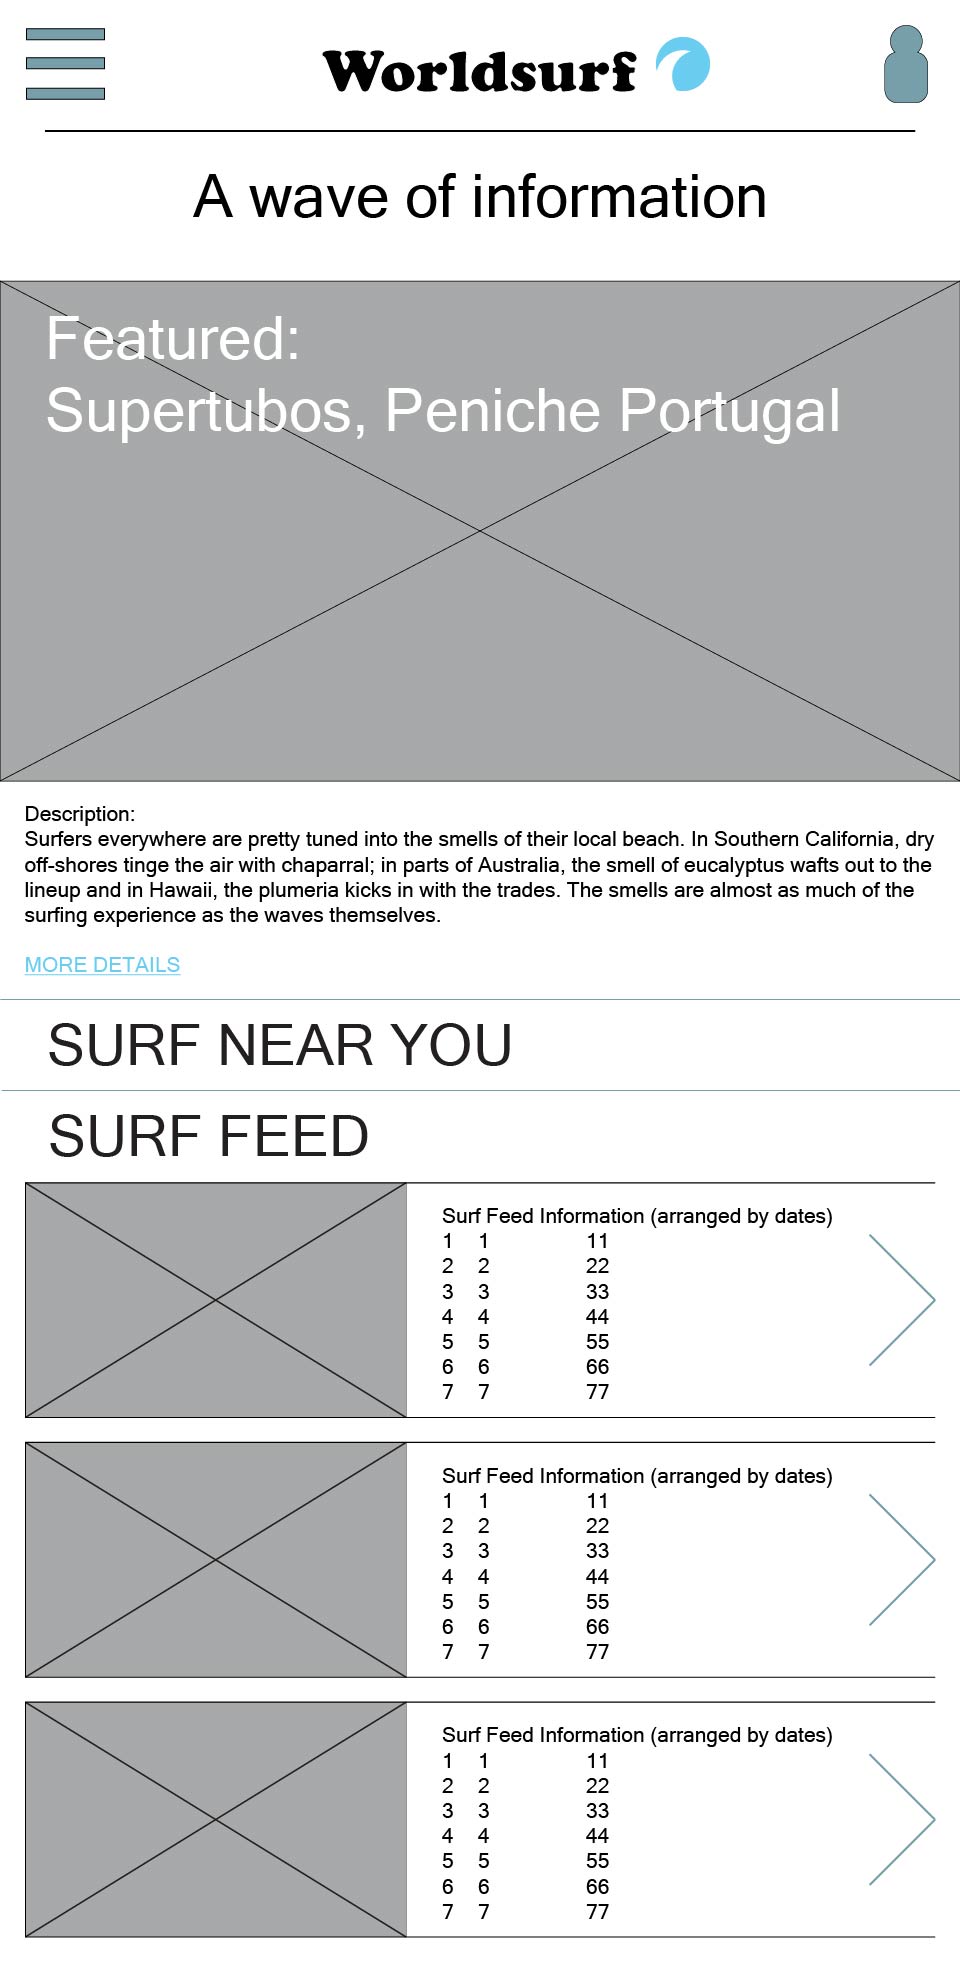 Worldsurf
A wave of information
Featured:
Supertubos, Peniche Portugal
Description:
Surfers everywhere are pretty tuned into the smells of their local beach. In Southern California, dry
off-shores tinge the air with chaparral; in parts of Australia, the smell of eucalyptus wafts out to the
lineup and in Hawaii, the plumeria kicks in with the trades. The smells are almost as much of the
surfing experience as the waves themselves.
MORE DETAILS
SURF NEAR YOU
SURF FEED
Surf Feed Information (arranged by dates)
1 1 11
2 2 22
3 3 33
4 4 44
5 5 55
6 6 66
7 7 77
Surf Feed Information (arranged by dates)
1 1 11
2 2 22
3 3 33
4 4 44
5 5 55
6 6 66
7 7 77
Surf Feed Information (arranged by dates)
1 1 11
2 2 22
3 3 33
4 4 44
5 5 55
6 6 66
7 7 77